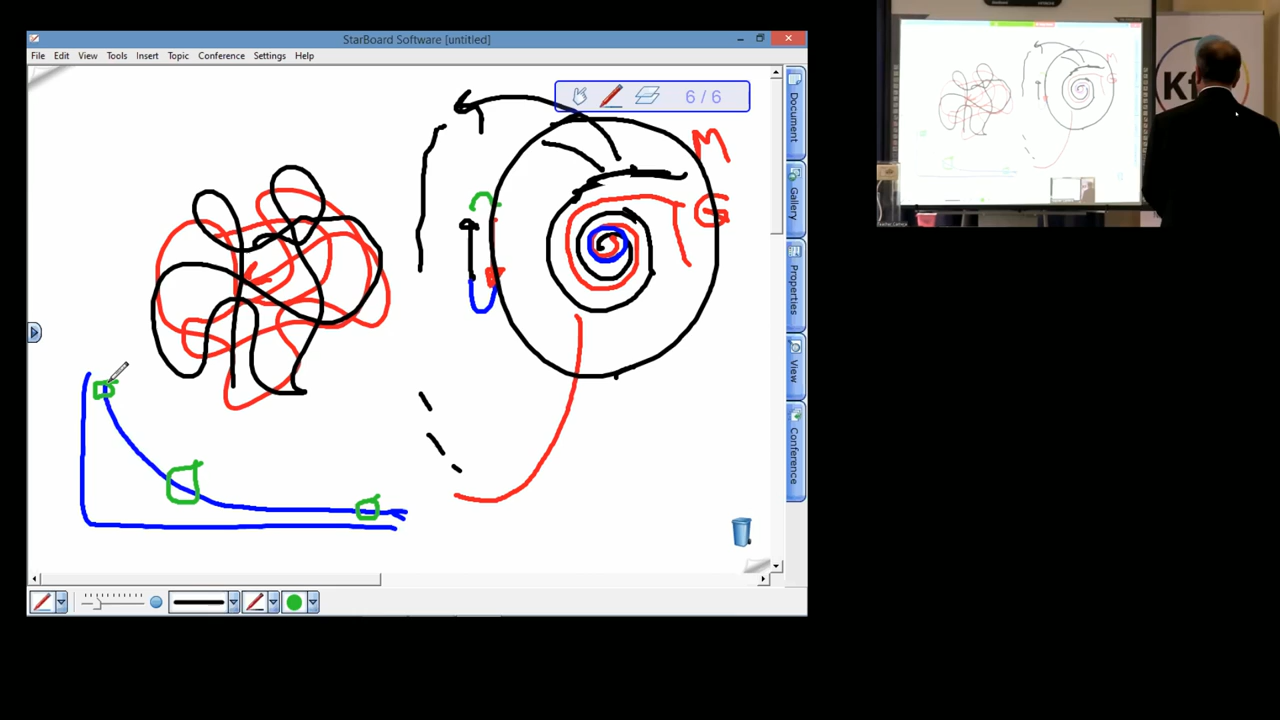 StarBoard Software [untitled]
File Edit View Tools Insert Topic Conference Settings Help
6 / 6
M
G
Document
Gallery
Properties
View
Conference